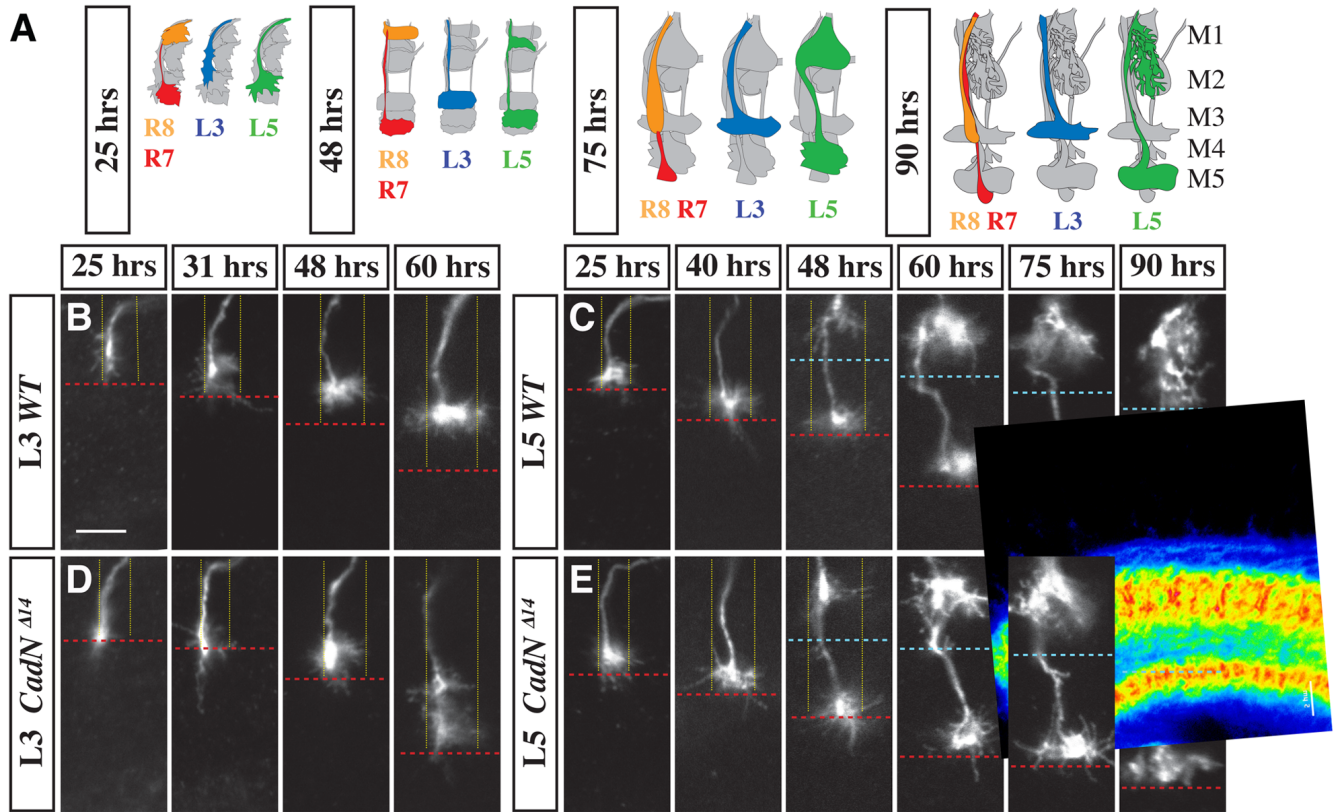 A
25 hrs
R8
R7
L3
L5
48 hrs
R8
R7
L3
L5
75 hrs
R8 R7
L3
L5
90 hrs
R8 R7
L3
L5
M1
M2
M3
M4
M5
25 hrs
31 hrs
48 hrs
60 hrs
25 hrs
40 hrs
48 hrs
60 hrs
75 hrs
90 hrs
L3 WT
B
L5 WT
C
L3 CadN Δ14
D
L5 CadN Δ14
E